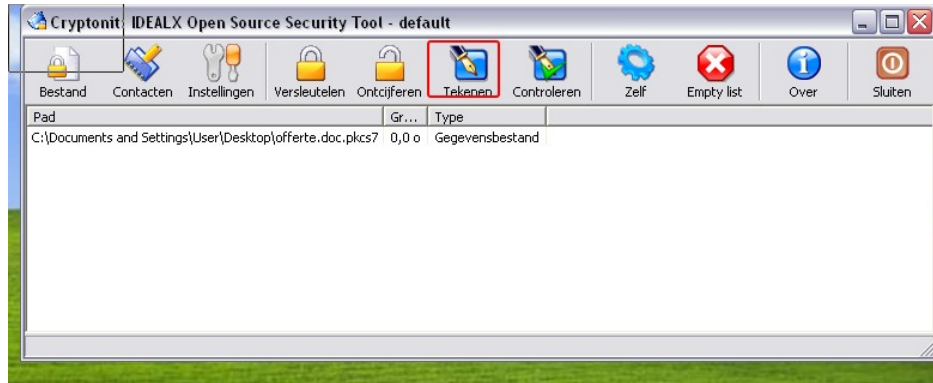 Cryptonit: IDEALX Open Source Security Tool - default
Bestand Contacten Instellingen Versleutelen Ontcijferen Tekenen Controleren Zelf Empty list Over Sluiten
Pad Gr... Type
C:\Documents and Settings\User\Desktop\offerte.doc.pkcs7 0,0 o Gegevensbestand